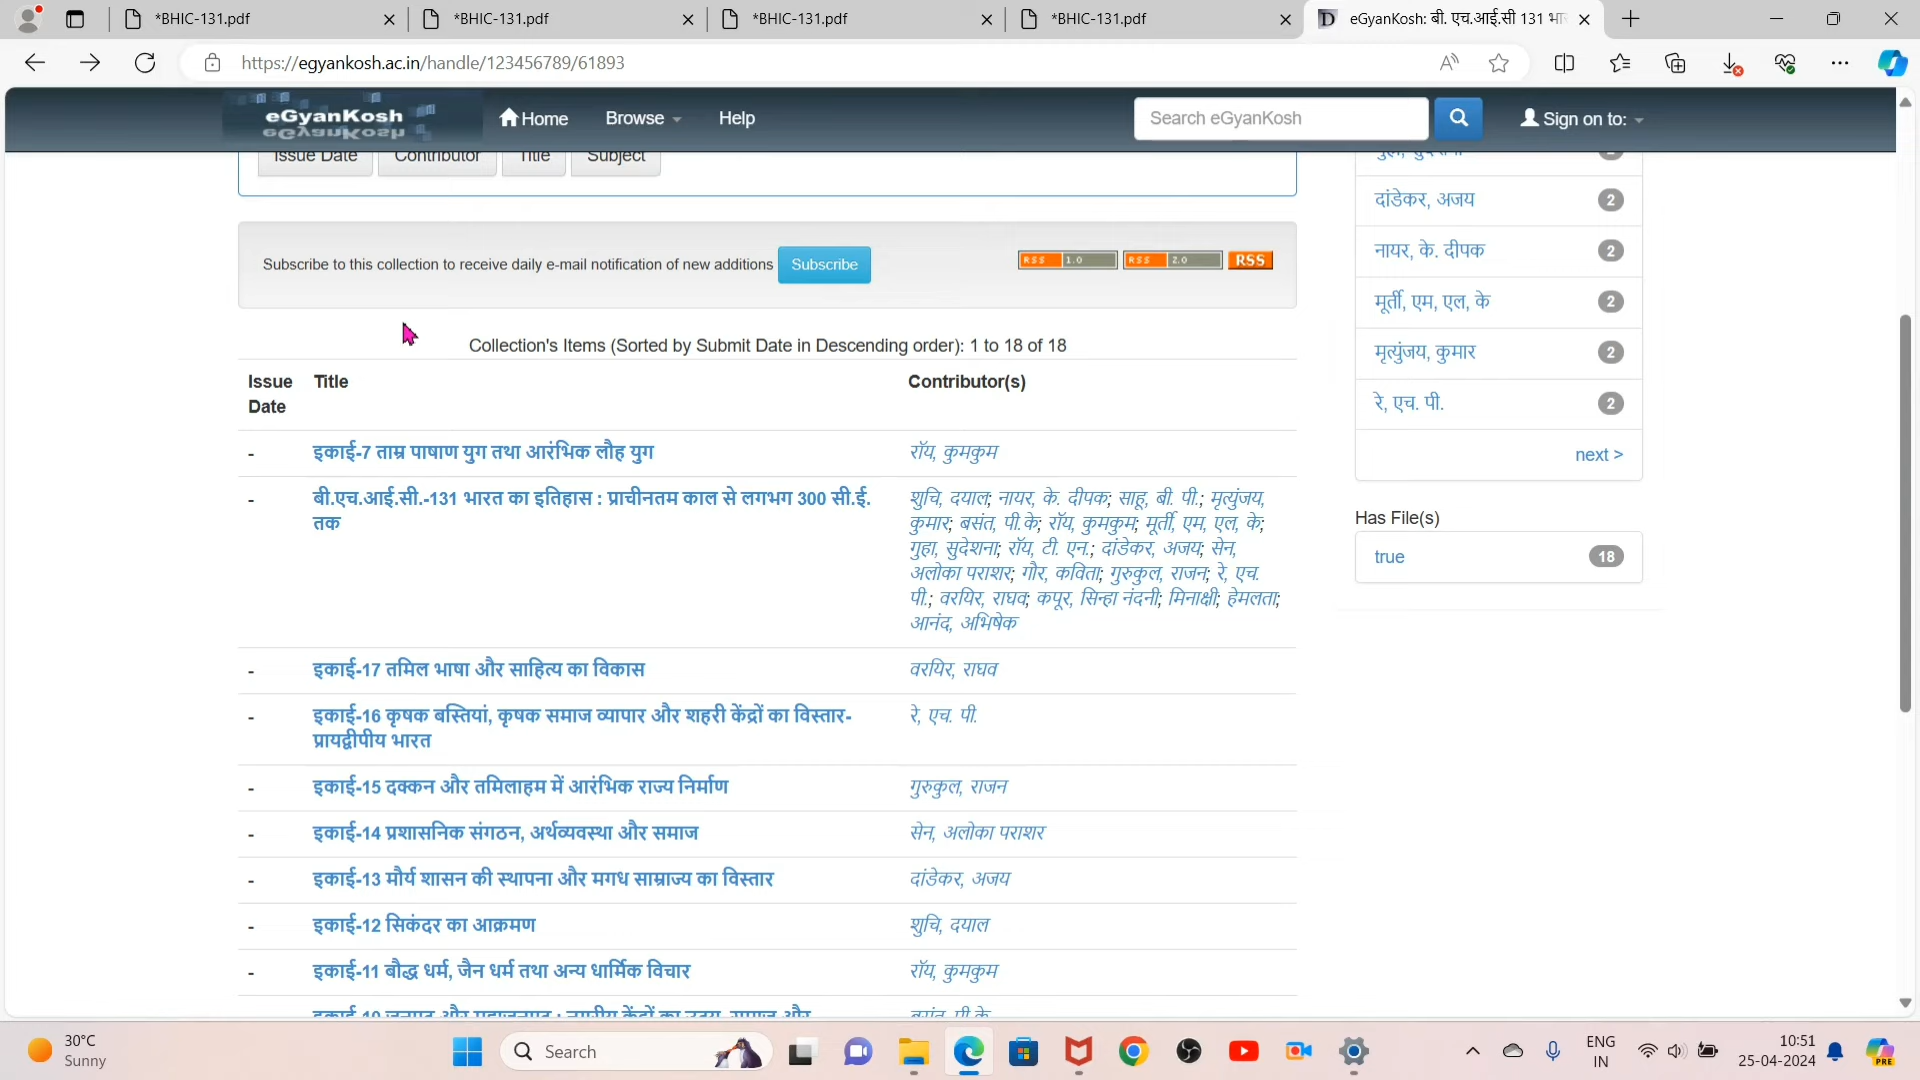 *BHIC-131.pdf *BHIC-131.pdf *BHIC-131.pdf *BHIC-131.pdf eGyanKosh: बी. एच.आई.सी 131
https://egyankosh.ac.in/handle/123456789/61893
eGyanKosh Home Browse Help Search eGyanKosh Sign on to:
Issue Date Contributor Title Subject
Subscribe to this collection to receive daily e-mail notification of new additions Subscribe RSS 1.0 RSS 2.0 RSS
Collection's Items (Sorted by Submit Date in Descending order): 1 to 18 of 18
Issue Date Title Contributor(s)
- इकाई-7 ताम्र पाषाण युग तथा आरंभिक लौह युग रॉय, कुमकुम
- बी.एच.आई.सी.-131 भारत का इतिहास : प्राचीनतम काल से लगभग 300 सी.ई.
तक
शुचि, दयाल; नायर, के. दीपक; साहू, बी. पी.; मृत्युंजय,
कुमार; बसंत, पी.के; रॉय, कुमकुम; मूर्ती, एम, एल, के;
गुहा, सुदेशना; रॉय, टी. एन.; दांडेकर, अजय; सेन,
अलोका पराशर; गौर, कविता; गुरुकुल, राजन; रे, एच.
पी.; वरयिर, राघव; कपूर, सिन्हा नंदनी; मिनाक्षी; हेमलता;
आनंद, अभिषेक
- इकाई-17 तमिल भाषा और साहित्य का विकास वरयिर, राघव
- इकाई-16 कृषक बस्तियां, कृषक समाज व्यापार और शहरी केंद्रों का विस्तार-
प्रायद्वीपीय भारत
रे, एच. पी.
- इकाई-15 दक्कन और तमिलाहम में आरंभिक राज्य निर्माण गुरुकुल, राजन
- इकाई-14 प्रशासनिक संगठन, अर्थव्यवस्था और समाज सेन, अलोका पराशर
- इकाई-13 मौर्य शासन की स्थापना और मगध साम्राज्य का विस्तार दांडेकर, अजय
- इकाई-12 सिकंदर का आक्रमण शुचि, दयाल
- इकाई-11 बौद्ध धर्म, जैन धर्म तथा अन्य धार्मिक विचार रॉय, कुमकुम
दांडेकर, अजय 2
नायर, के. दीपक 2
मूर्ती, एम, एल, के 2
मृत्युंजय, कुमार 2
रे, एच. पी. 2
next >
Has File(s)
true 18
30°C
Sunny
Search
ENG
IN
10:51
25-04-2024
PRE